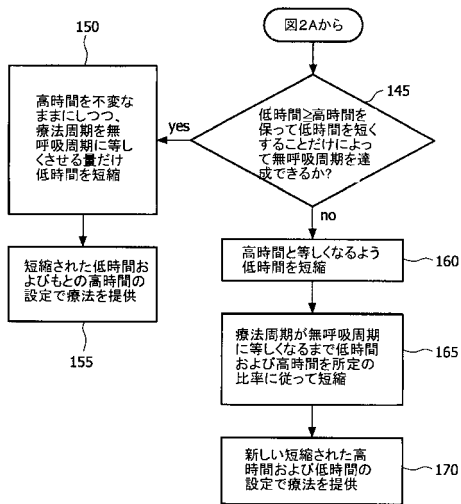 図2Aから
145
低時間≥高時間を
保って低時間を短く
することだけによっ
て無呼吸周期を達
成できるか?
yes
no
150
高時間を不変な
ままにしつつ、
療法周期を無
呼吸周期に等し
くさせる量だけ
低時間を短縮
短縮された低時間お
よびもとの高時間の
設定で療法を提供
155
高時間と等しくなるよう
低時間を短縮
160
療法周期が無呼吸周期
に等しくなるまで低時間
および高時間を所定の
比率に従って短縮
165
新しい短縮された高
時間および低時間の
設定で療法を提供
170